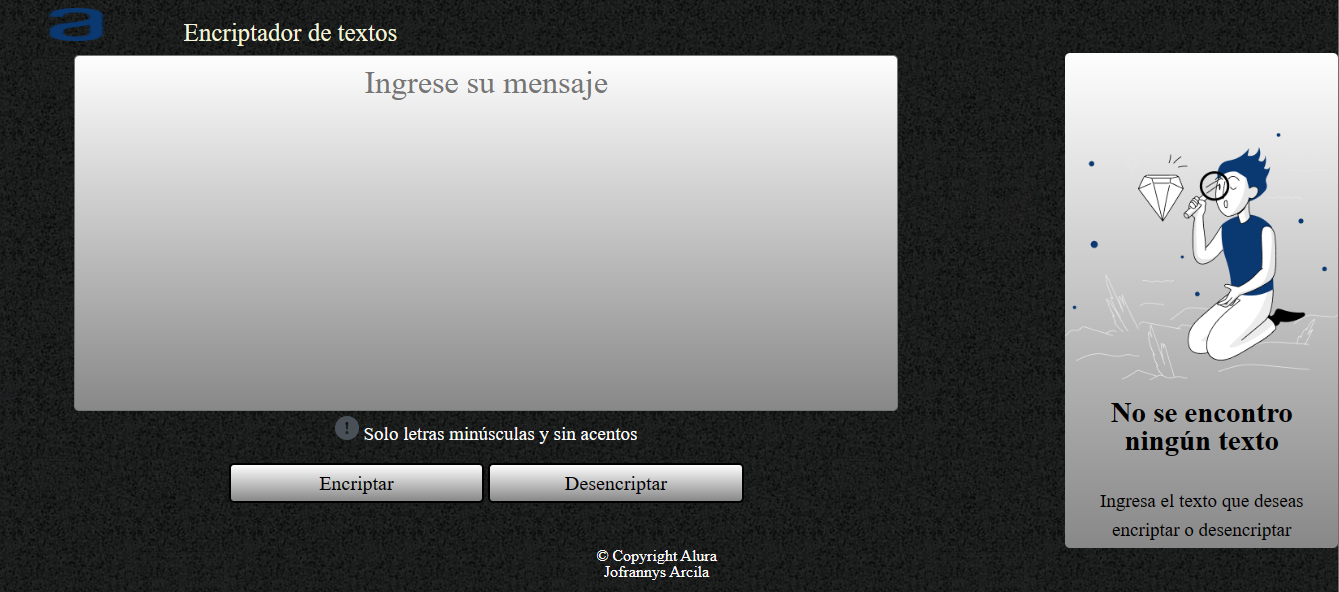 a
Encriptador de textos
Ingrese su mensaje
! Solo letras minúsculas y sin acentos
Encriptar
Desencriptar
No se encontro
ningún texto
Ingresa el texto que deseas
encriptar o desencriptar
© Copyright Alura
Jofrannys Arcila